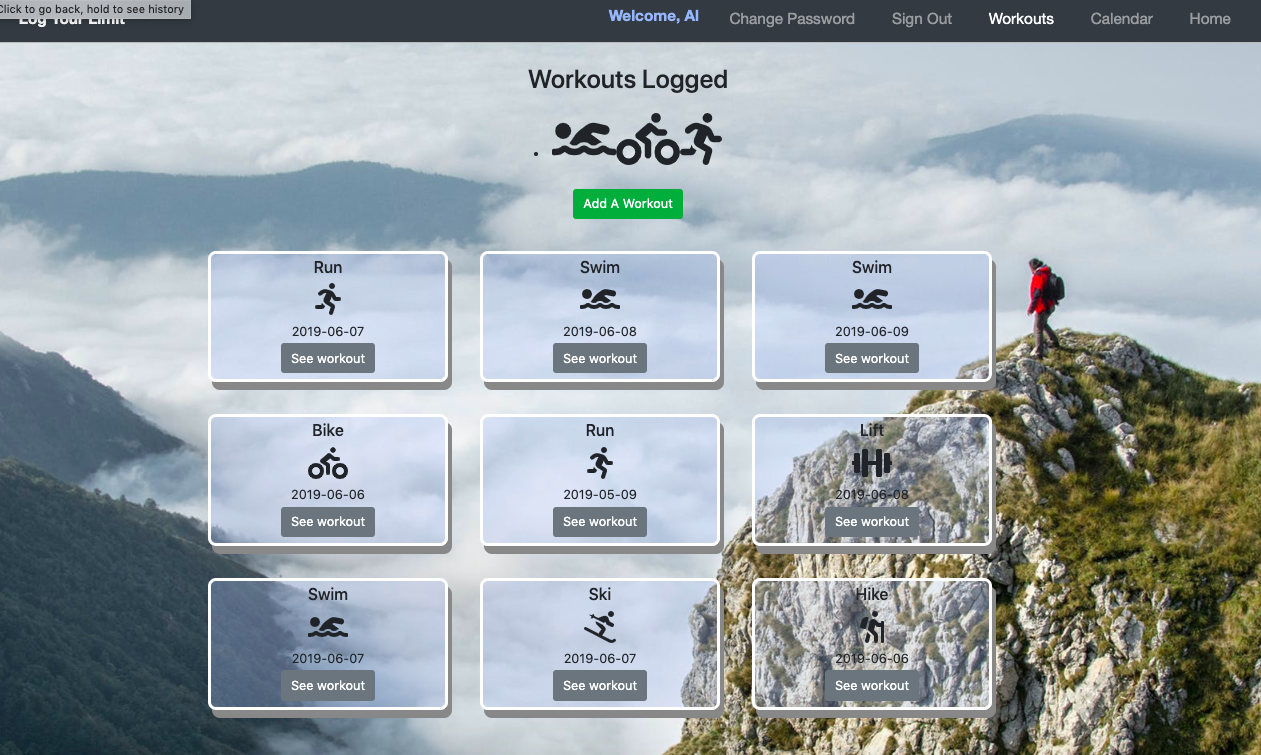 Click to go back, hold to see history
Log Your Limit
Welcome, Al
Change Password
Sign Out
Workouts
Calendar
Home
Workouts Logged
Add A Workout
Run
2019-06-07
See workout
Swim
2019-06-08
See workout
Swim
2019-06-09
See workout
Bike
2019-06-06
See workout
Run
2019-05-09
See workout
Lift
2019-06-08
See workout
Swim
2019-06-07
See workout
Ski
2019-06-07
See workout
Hike
2019-06-06
See workout